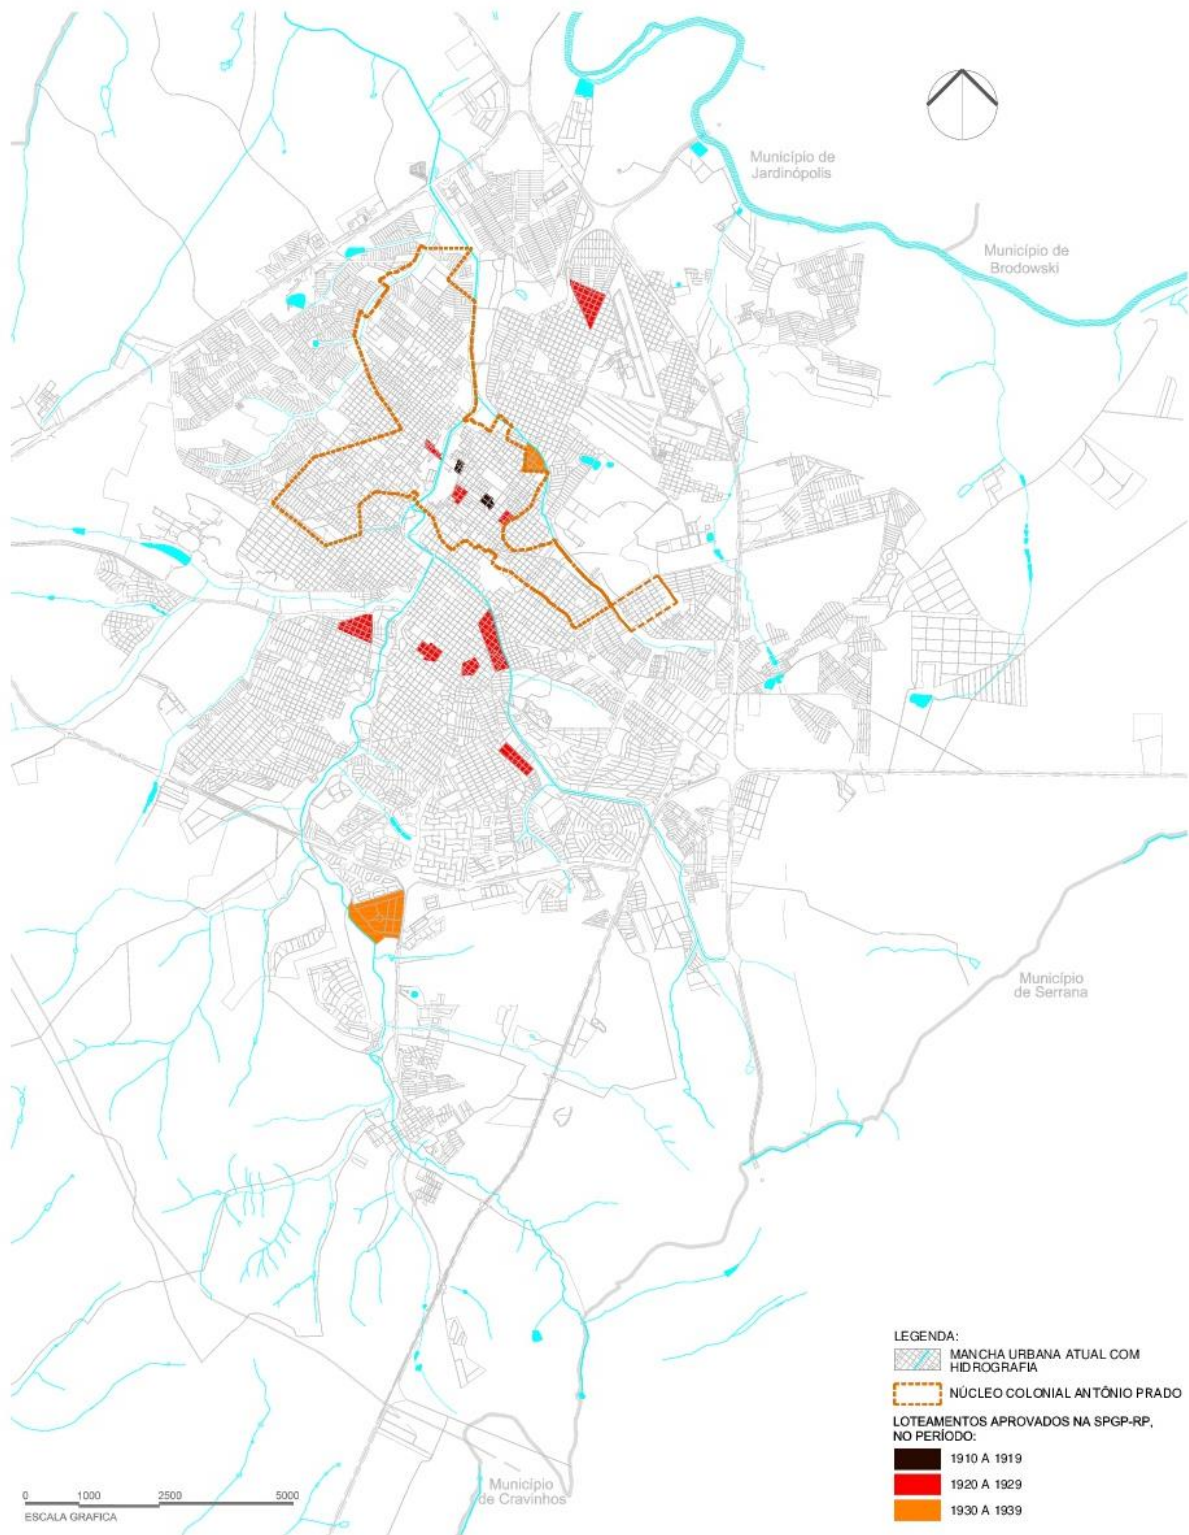 Município de
Jardinópolis
Município de
Brodowski
Município
de Serrana
LEGENDA:
MANCHA URBANA ATUAL COM
HIDROGRAFIA
NÚCLEO COLONIAL ANTÔNIO PRADO
LOTEAMENTOS APROVADOS NA SPGP-RP,
NO PERÍODO:
1910 A 1919
1920 A 1929
1930 A 1939
Município
de Cravinhos
0 1000 2500 5000
ESCALA GRAFICA